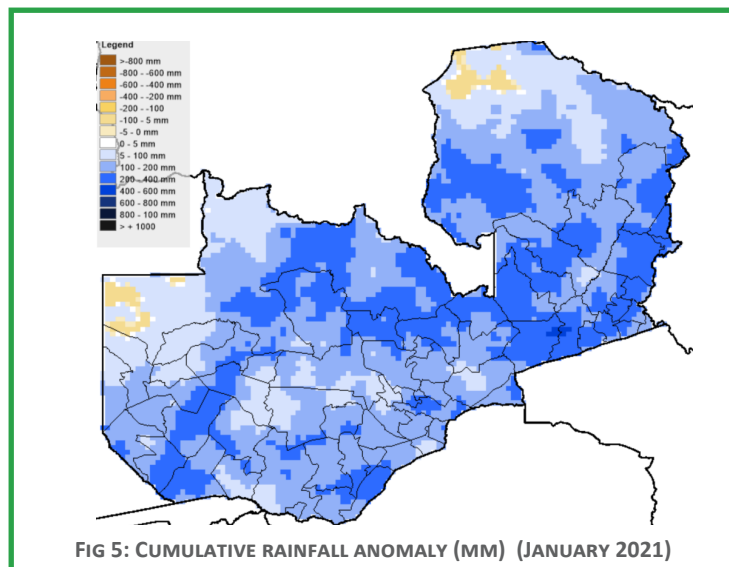 Legend
>-800 mm
-800 - -600 mm
-600 - -400 mm
-400 - -200 mm
-200 - -100
-100 - 5 mm
-5 - 0 mm
0 - 5 mm
5 - 100 mm
100 - 200 mm
200 - 400 mm
400 - 600 mm
600 - 800 mm
800 - 100 mm
> + 1000
FIG 5: CUMULATIVE RAINFALL ANOMALY (MM) (JANUARY 2021)